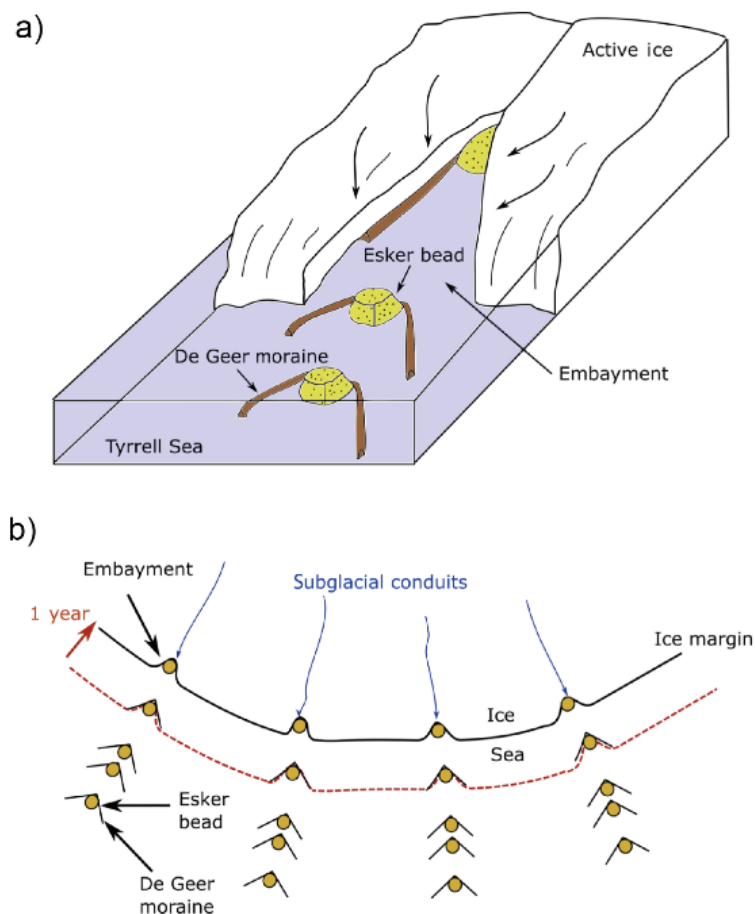 a)
Active ice
Esker bead
De Geer moraine
Embayment
Tyrrell Sea
b)
Embayment
Subglacial conduits
1 year
Ice margin
Ice
Sea
Esker
bead
De Geer
moraine